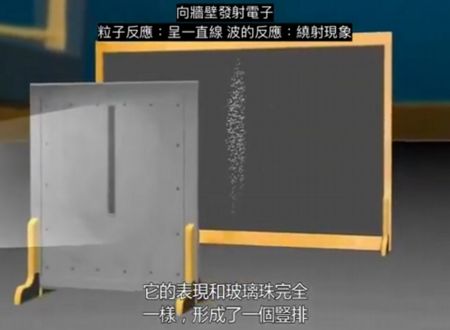 向牆壁發射電子
粒子反應：呈一直線 波的反應：繞射現象
它的表現和玻璃珠完全
一樣，形成了一個豎排